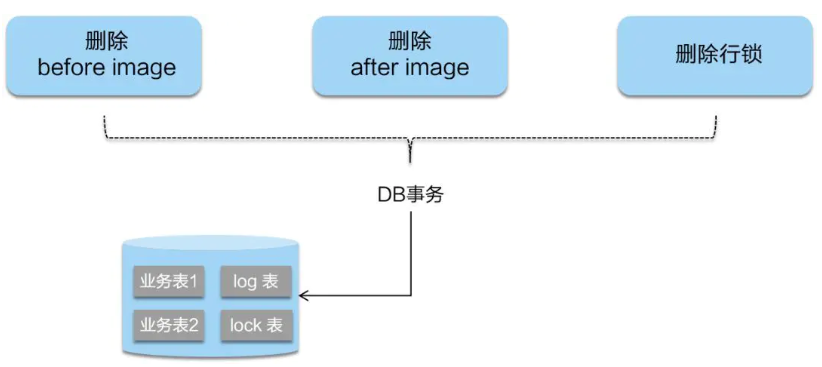 删除
before image
删除
after image
删除行锁
DB事务
业务表1
log 表
业务表2
lock 表